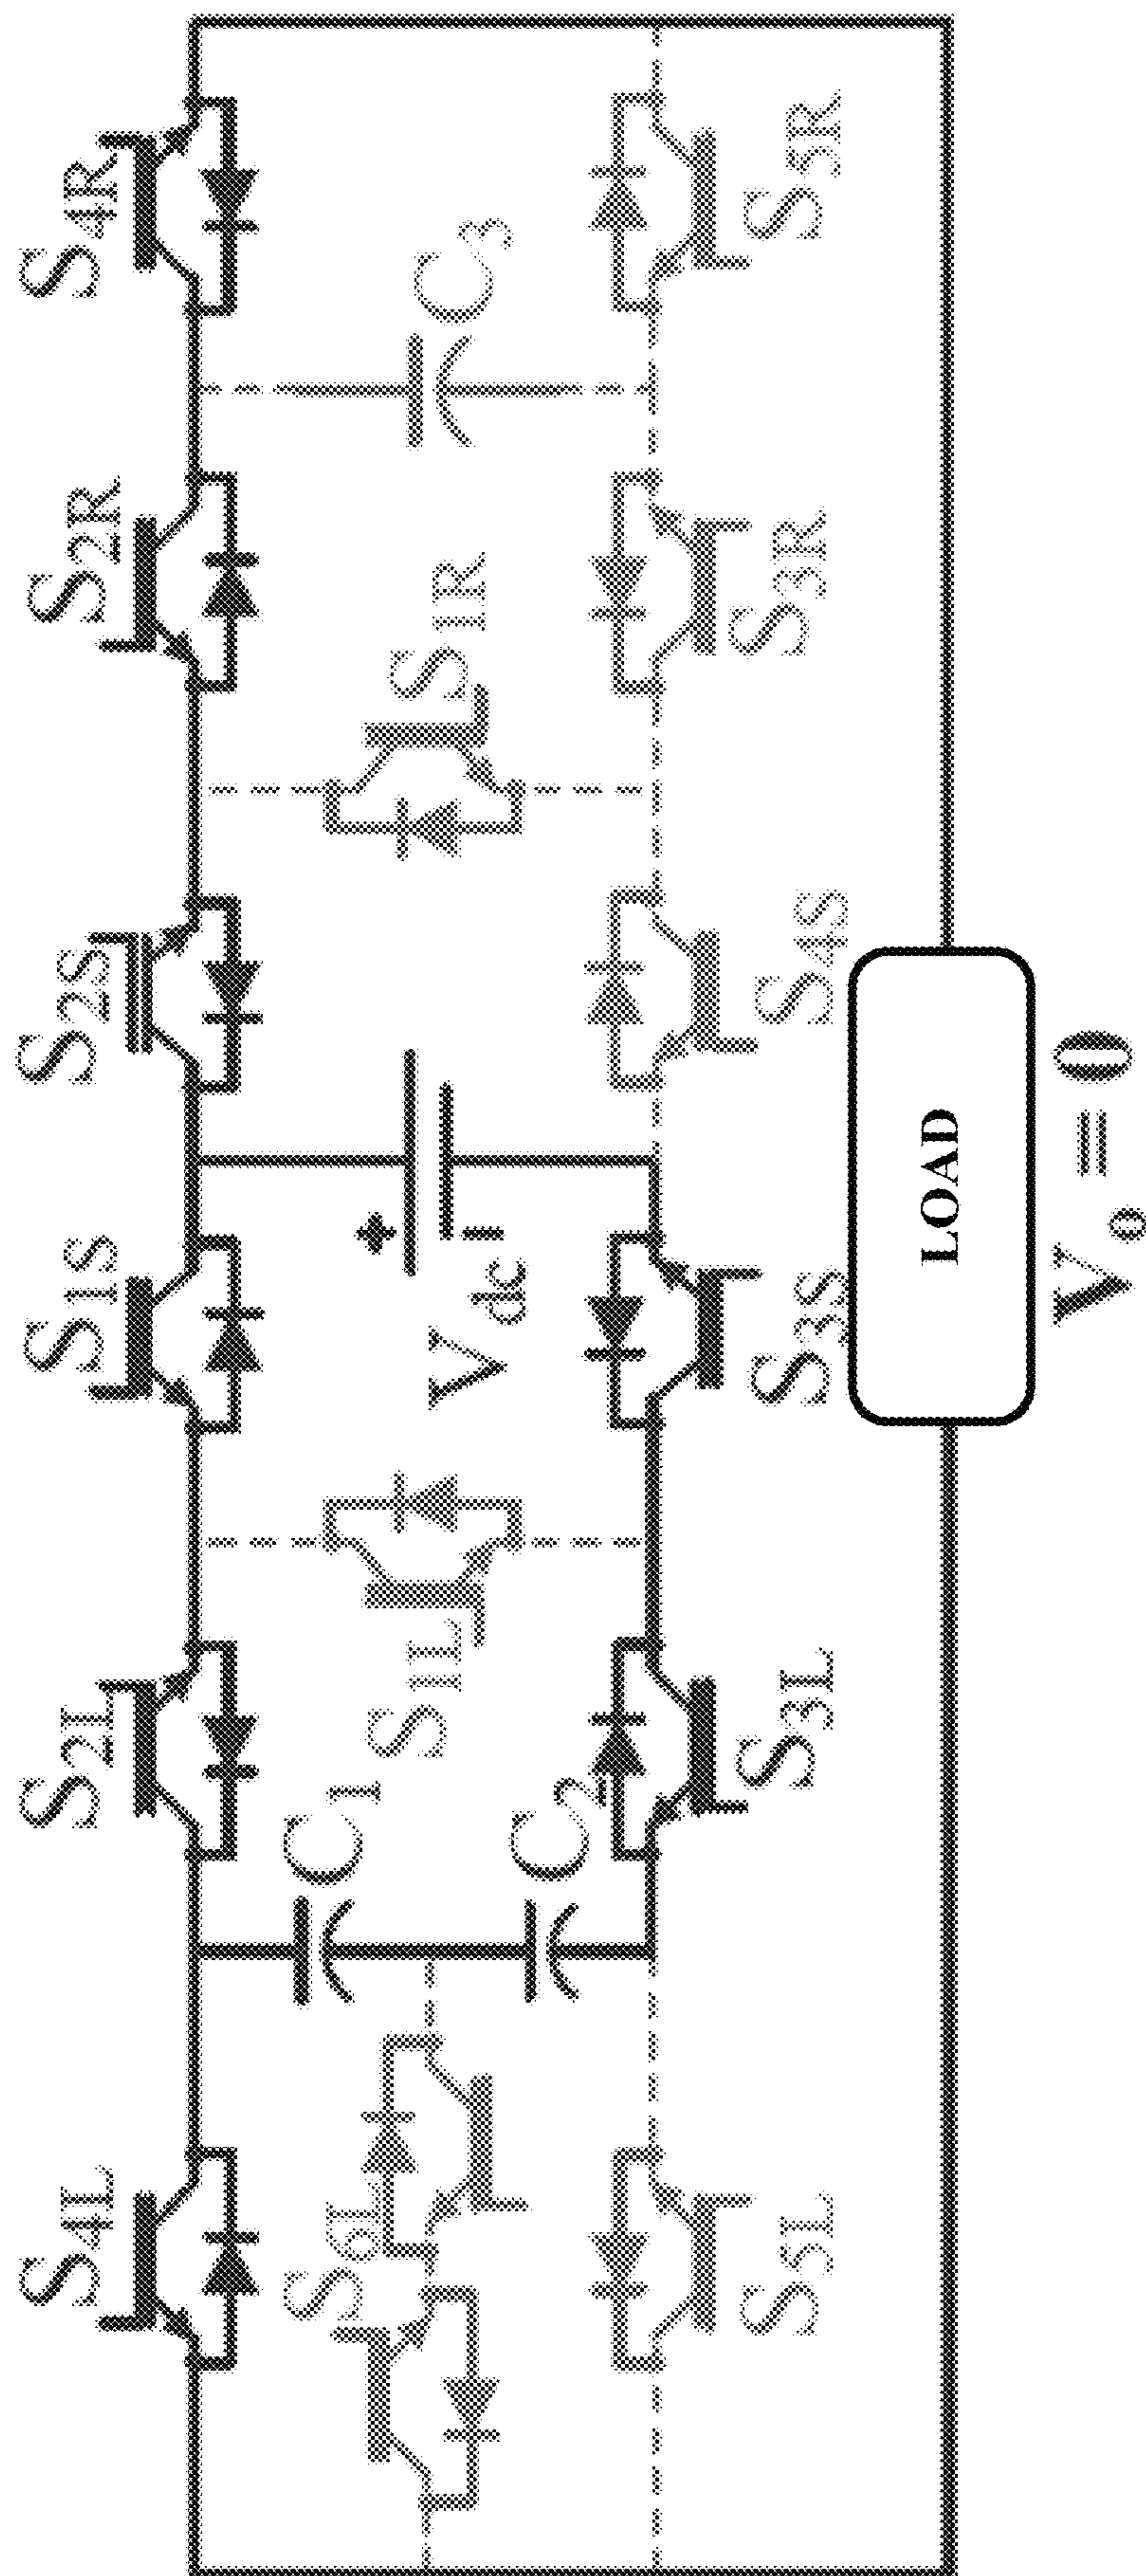 S4L S2L S1S S2S S2R S4R
S6L C1 S1L + Vdc - S1R C3
C2
S5L S3L S3S S4S S3R S5R
LOAD
Vo = 0